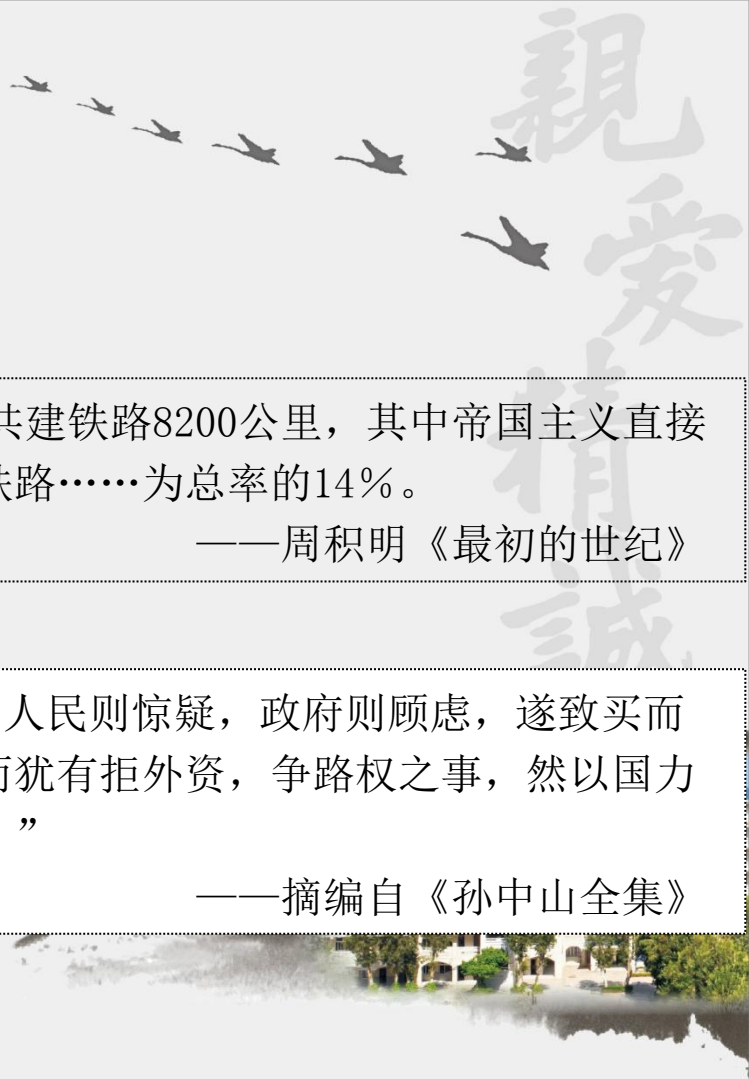 親
愛
精
誠
共建铁路8200公里，其中帝国主义直接
铁路……为总率的14％。
——周积明《最初的世纪》
人民则惊疑，政府则顾虑，遂致买而
而犹有拒外资，争路权之事，然以国力
。”
——摘编自《孙中山全集》